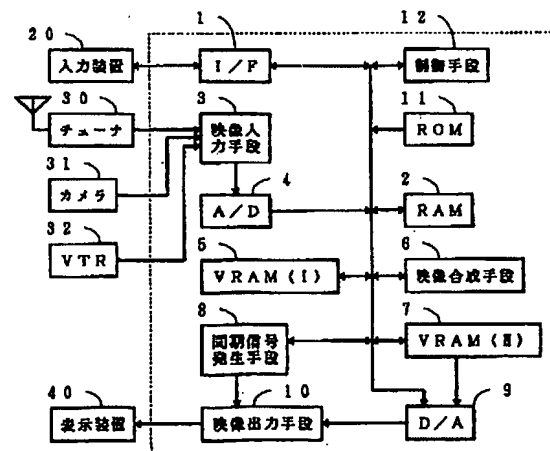 20
1
12
入力装置
I/F
制御手段
30
3
11
チューナ
映像入
力手段
ROM
31
4
2
カメラ
A/D
RAM
32
5
6
VTR
VRAM(I)
映像合成手段
8
7
同期信号
発生手段
VRAM(II)
40
10
9
表示装置
映像出力手段
D/A